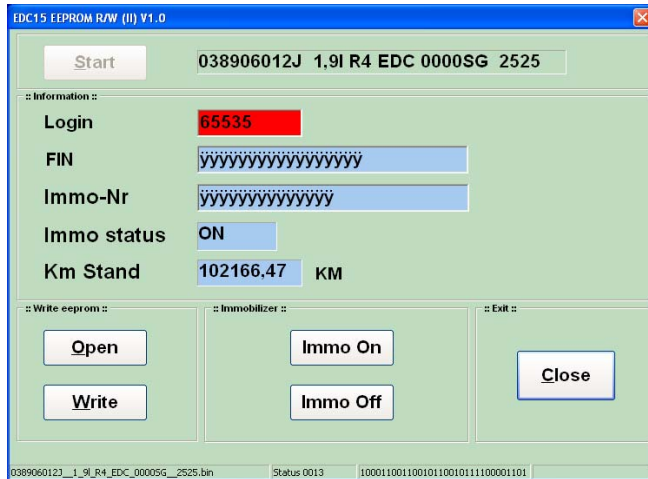 EDC15 EEPROM R/W (II) V1.0
Start
038906012J 1,9l R4 EDC 0000SG 2525
:: Information ::
Login 65535
FIN ÿÿÿÿÿÿÿÿÿÿÿÿÿÿÿÿÿ
Immo-Nr ÿÿÿÿÿÿÿÿÿÿÿÿÿÿ
Immo status ON
Km Stand 102166,47 KM
:: Write eeprom ::
Open
Write
:: Immobilizer ::
Immo On
Immo Off
:: Exit ::
Close
038906012J__1_9l_R4_EDC_0000SG__2525.bin Status 0013